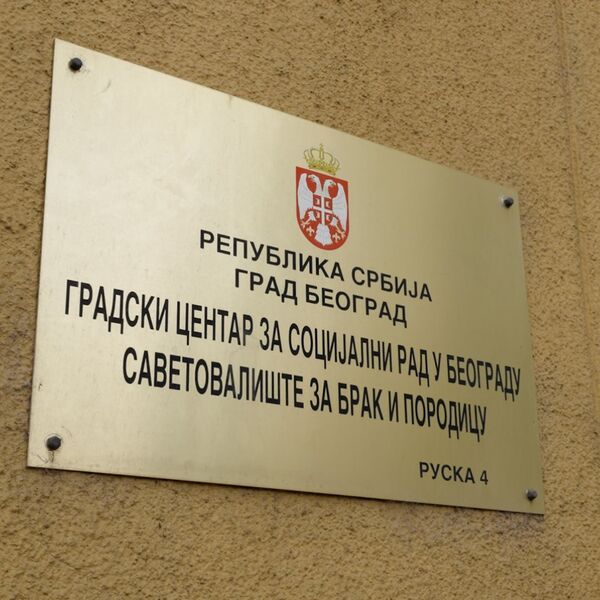 РЕПУБЛИКА СРБИЈА
ГРАД БЕОГРАД
ГРАДСКИ ЦЕНТАР ЗА СОЦИЈАЛНИ РАД У БЕОГРАДУ
САВЕТОВАЛИШТЕ ЗА БРАК И ПОРОДИЦУ
РУСКА 4